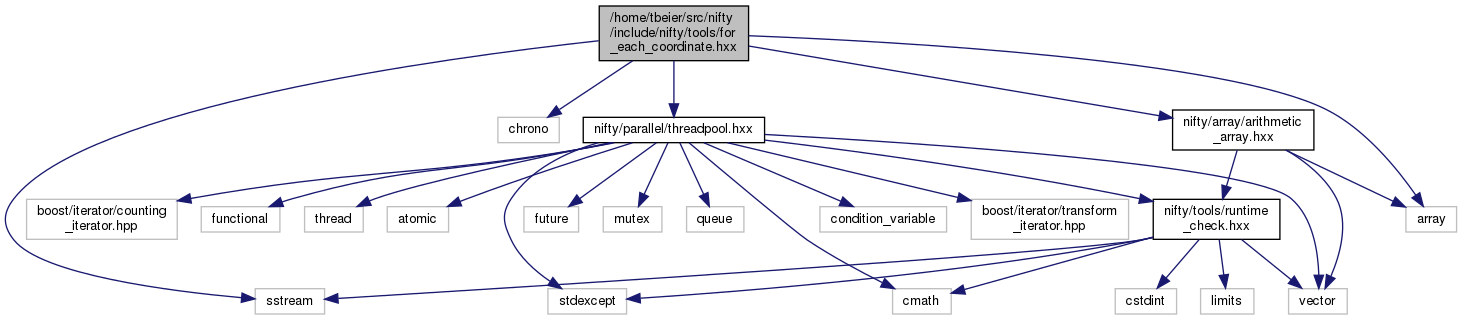 /home/tbeier/src/nifty
/include/nifty/tools/for
_each_coordinate.hxx
chrono
nifty/parallel/threadpool.hxx
nifty/array/arithmetic
_array.hxx
boost/iterator/counting
_iterator.hpp
functional
thread
atomic
future
mutex
queue
condition_variable
boost/iterator/transform
_iterator.hpp
nifty/tools/runtime
_check.hxx
array
sstream
stdexcept
cmath
cstdint
limits
vector